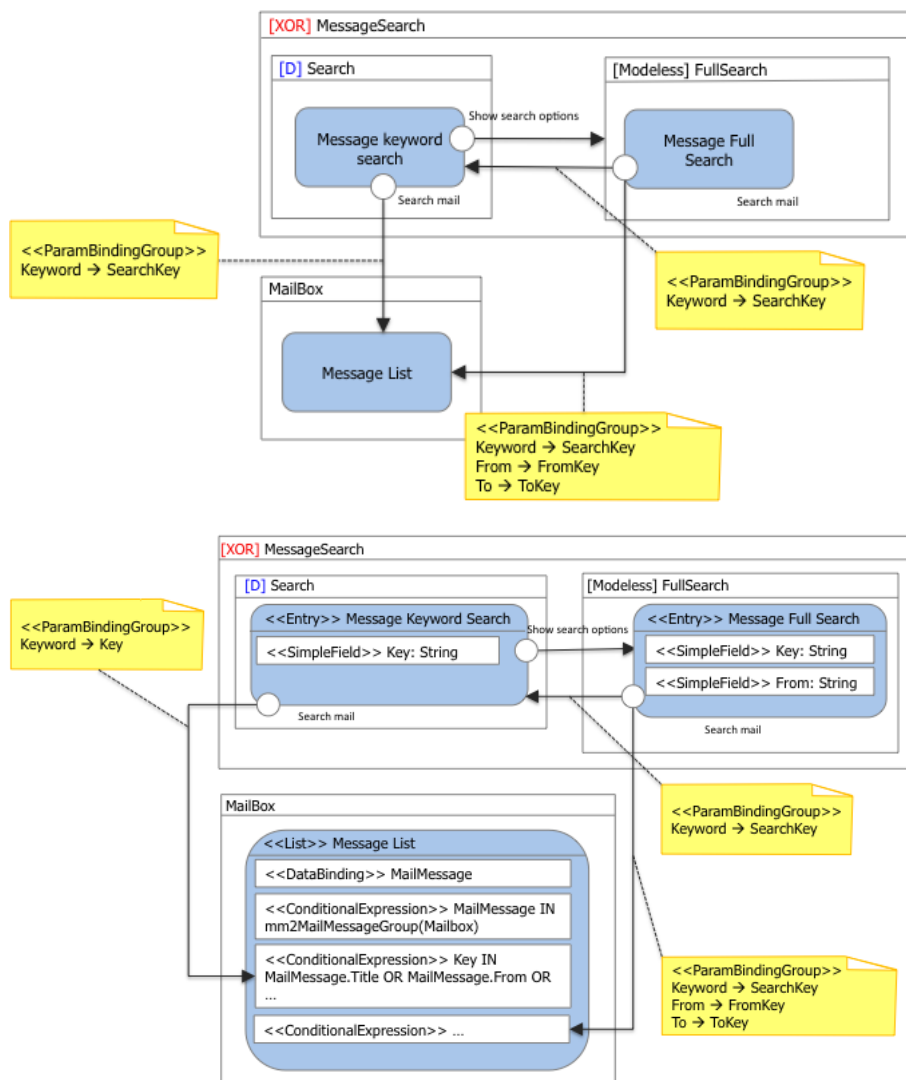 [XOR] MessageSearch
[D] Search
[Modeless] FullSearch
Show search options
Message keyword
search
Message Full
Search
Search mail
Search mail
<<ParamBindingGroup>>
Keyword → SearchKey
<<ParamBindingGroup>>
Keyword → SearchKey
MailBox
Message List
<<ParamBindingGroup>>
Keyword → SearchKey
From → FromKey
To → ToKey
[XOR] MessageSearch
[D] Search
[Modeless] FullSearch
<<ParamBindingGroup>>
Keyword → Key
<<Entry>> Message Keyword Search
<<SimpleField>> Key: String
Show search options
<<Entry>> Message Full Search
<<SimpleField>> Key: String
<<SimpleField>> From: String
Search mail
Search mail
<<ParamBindingGroup>>
Keyword → SearchKey
MailBox
<<List>> Message List
<<DataBinding>> MailMessage
<<ConditionalExpression>> MailMessage IN
mm2MailMessageGroup(Mailbox)
<<ConditionalExpression>> Key IN
MailMessage.Title OR MailMessage.From OR
...
<<ConditionalExpression>> ...
<<ParamBindingGroup>>
Keyword → SearchKey
From → FromKey
To → ToKey